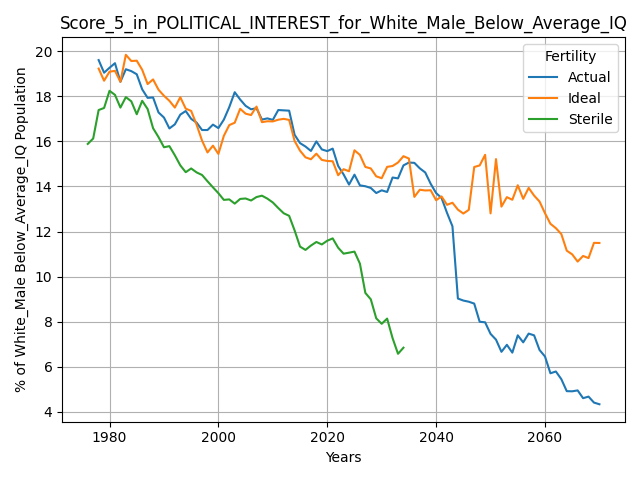 Score_5_in_POLITICAL_INTEREST_for_White_Male_Below_Average_IQ
% of White_Male Below_Average_IQ Population
20
18
16
14
12
10
8
6
4
Fertility
Actual
Ideal
Sterile
1980
2000
2020
2040
2060
Years